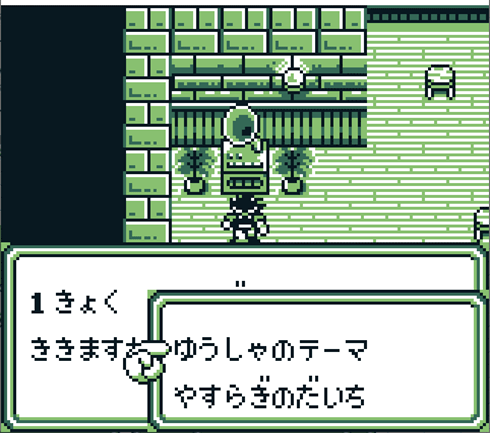 1きょく
ききますか
ゆうしゃのテーマ
やすらぎのだいち